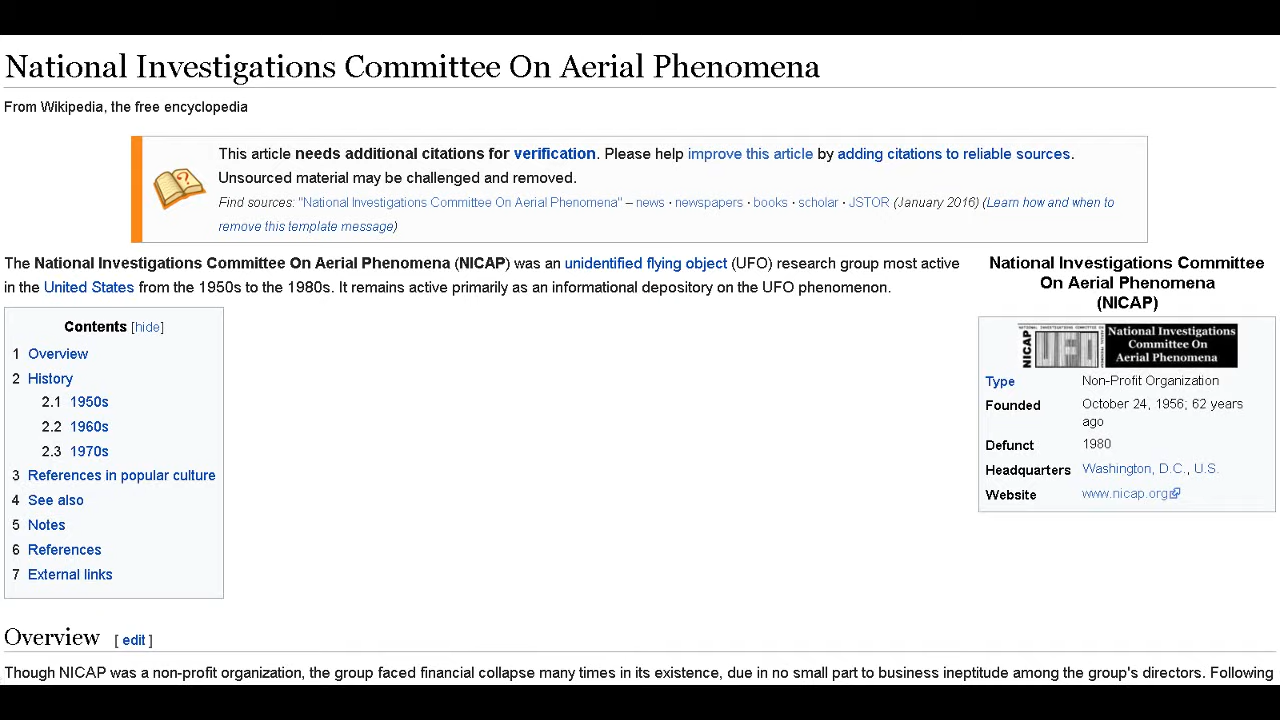 National Investigations Committee On Aerial Phenomena
From Wikipedia, the free encyclopedia
This article needs additional citations for verification. Please help improve this article by adding citations to reliable sources.
Unsourced material may be challenged and removed.
Find sources: "National Investigations Committee On Aerial Phenomena" – news · newspapers · books · scholar · JSTOR (January 2016) (Learn how and when to
remove this template message)
The National Investigations Committee On Aerial Phenomena (NICAP) was an unidentified flying object (UFO) research group most active
in the United States from the 1950s to the 1980s. It remains active primarily as an informational depository on the UFO phenomenon.
Contents [hide]
1 Overview
2 History
2.1 1950s
2.2 1960s
2.3 1970s
3 References in popular culture
4 See also
5 Notes
6 References
7 External links
National Investigations Committee
On Aerial Phenomena
(NICAP)
NICAP
UFO
National Investigations
Committee On
Aerial Phenomena
Type Non-Profit Organization
Founded October 24, 1956; 62 years
ago
Defunct 1980
Headquarters Washington, D.C., U.S.
Website www.nicap.org
Overview [ edit ]
Though NICAP was a non-profit organization, the group faced financial collapse many times in its existence, due in no small part to business ineptitude among the group's directors. Following